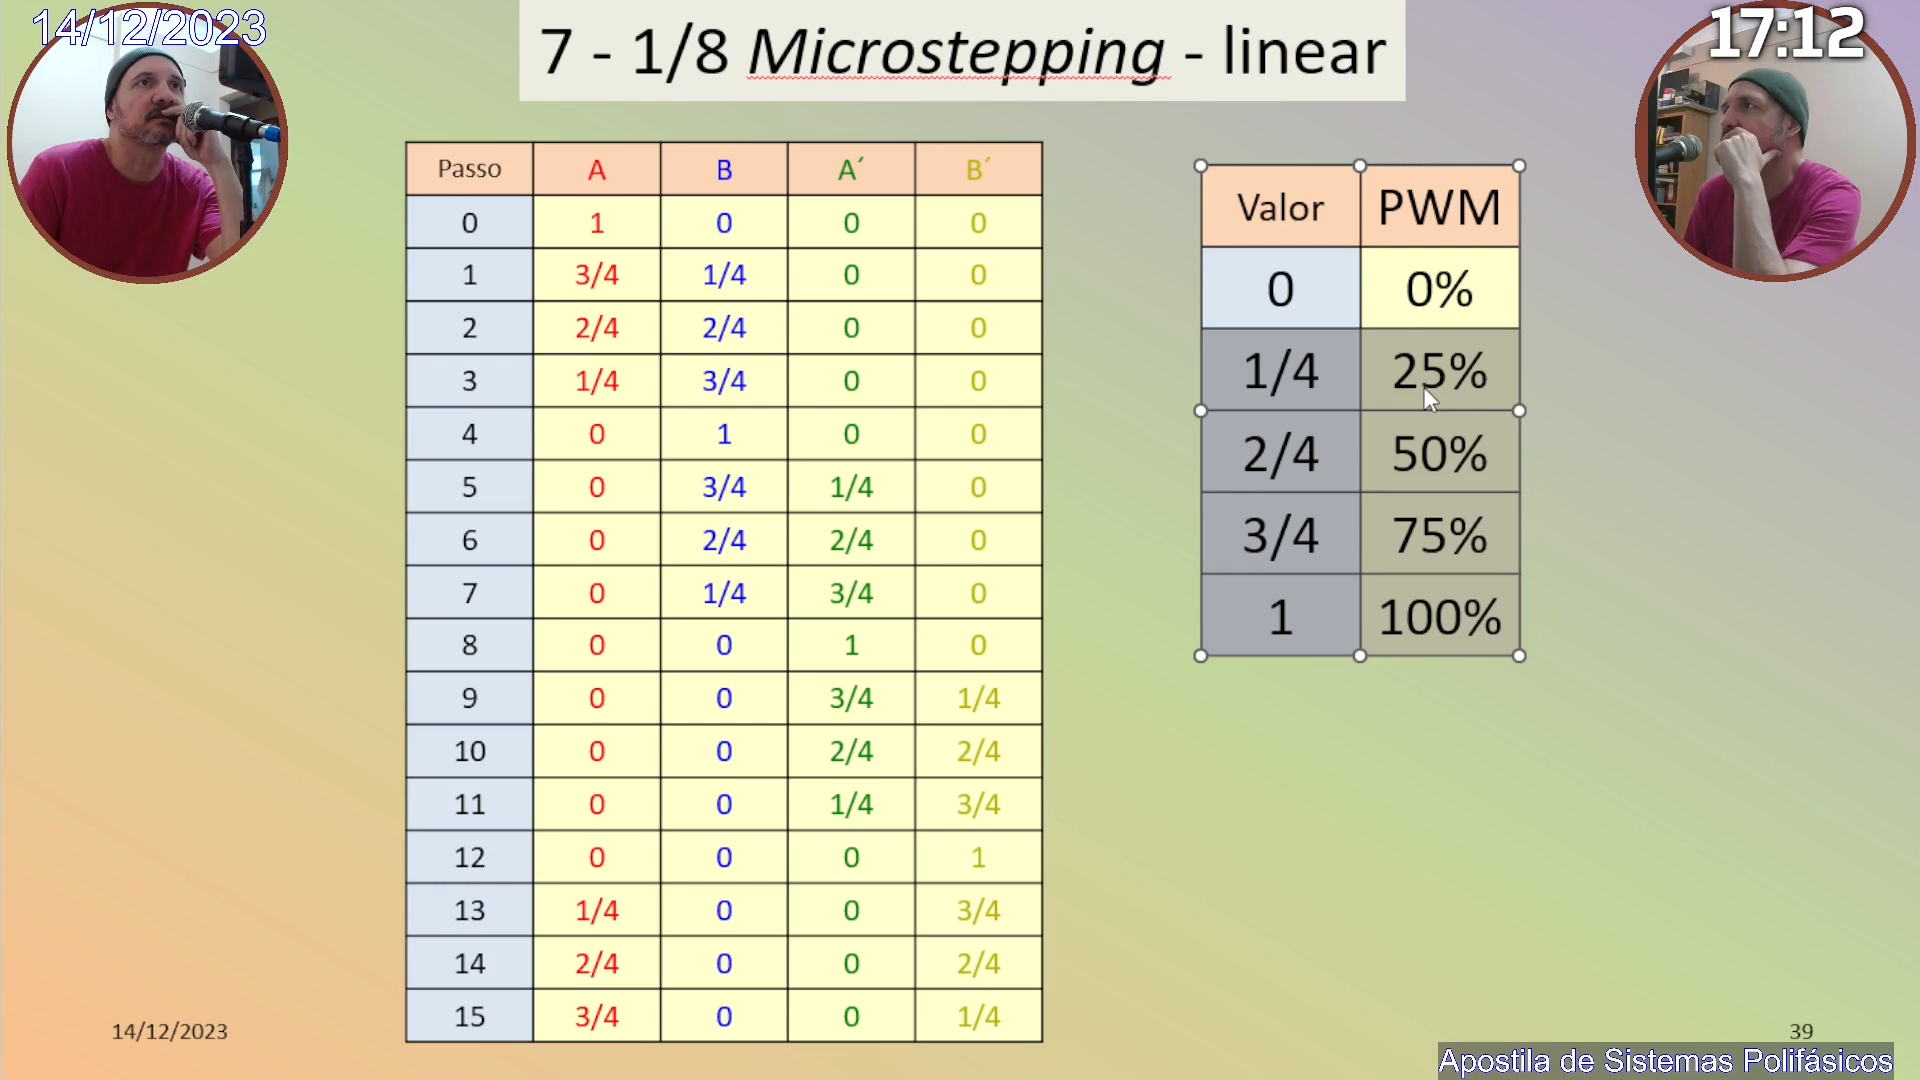 14/12/2023
17:12
7 - 1/8 Microstepping - linear
Passo A B A´ B´
0 1 0 0 0
1 3/4 1/4 0 0
2 2/4 2/4 0 0
3 1/4 3/4 0 0
4 0 1 0 0
5 0 3/4 1/4 0
6 0 2/4 2/4 0
7 0 1/4 3/4 0
8 0 0 1 0
9 0 0 3/4 1/4
10 0 0 2/4 2/4
11 0 0 1/4 3/4
12 0 0 0 1
13 1/4 0 0 3/4
14 2/4 0 0 2/4
15 3/4 0 0 1/4
Valor PWM
0 0%
1/4 25%
2/4 50%
3/4 75%
1 100%
14/12/2023
39
Apostila de Sistemas Polifásicos